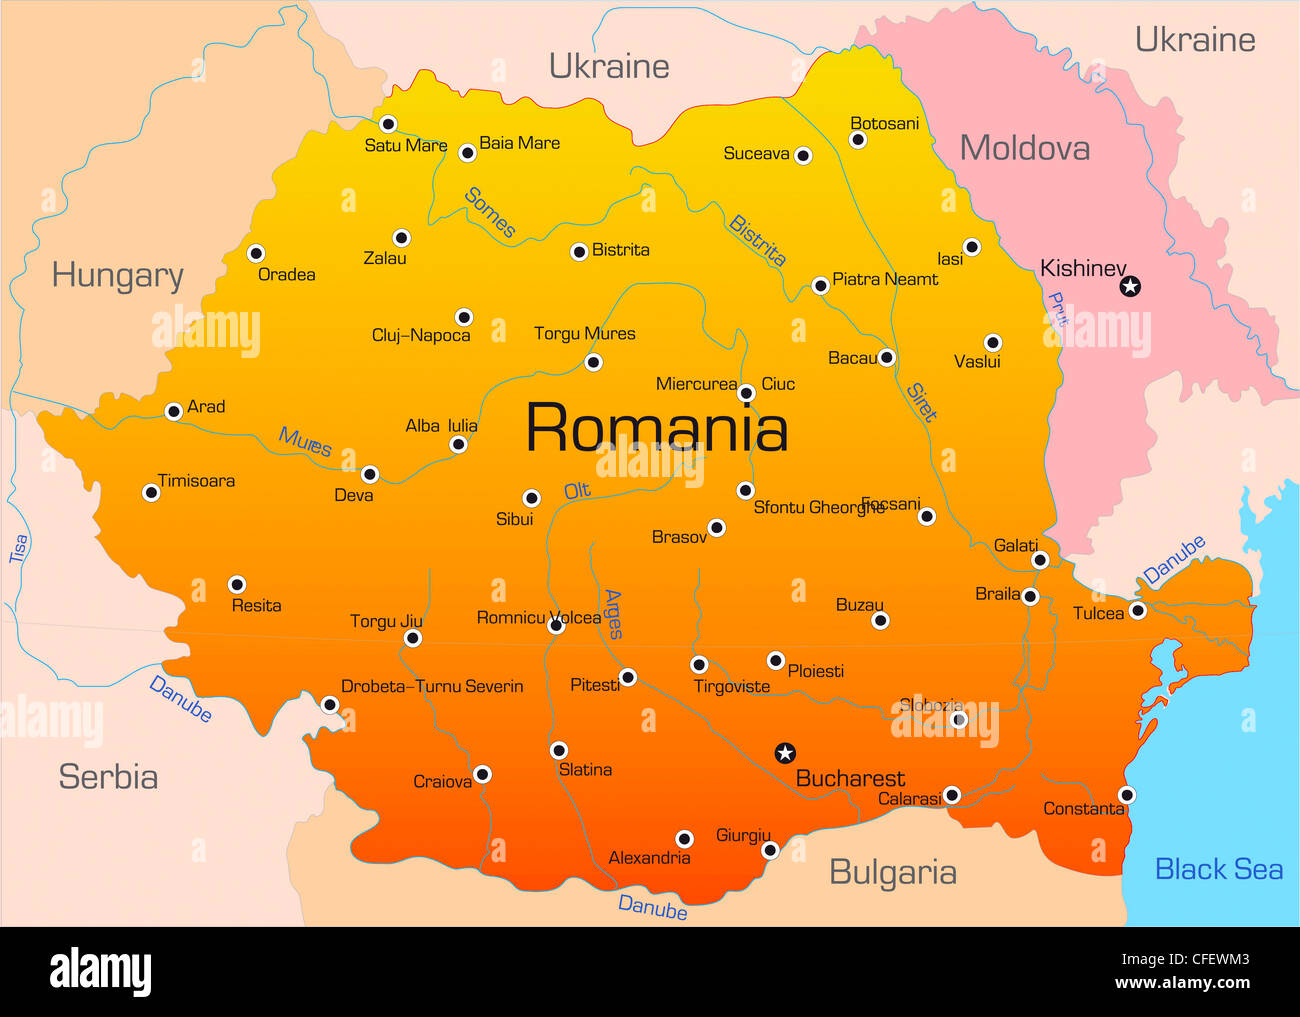 Ukraine
Ukraine
Botosani
Moldova
Satu Mare
Baia Mare
Suceava
Somes
Bistrita
Zalau
Bistrita
Iasi
Hungary
Oradea
Kishinev
Piatra Neamt
Prut
Cluj-Napoca
Torgu Mures
Bacau
Vaslui
Miercurea Ciuc
Siret
Arad
Alba Iulia
Romania
Mures
Timisoara
Deva
Olt
Sibui
Sfontu Gheorghe
Focsani
Brasov
Tisa
Galati
Danube
Resita
Braila
Tulcea
Buzau
Torgu Jiu
Romnicu Volcea
Arges
Pitesti
Tirgoviste
Ploiesti
Danube
Drobeta-Turnu Severin
Slobozia
Serbia
Craiova
Slatina
Bucharest
Calarasi
Constanta
Giurgiu
Alexandria
Bulgaria
Black Sea
Danube
alamy
alamy
alamy
alamy
alamy
alamy
a
a
a
a
a
a
a
a
a
a
a
a
alamy
Image ID: CFEWM3
www.alamy.com